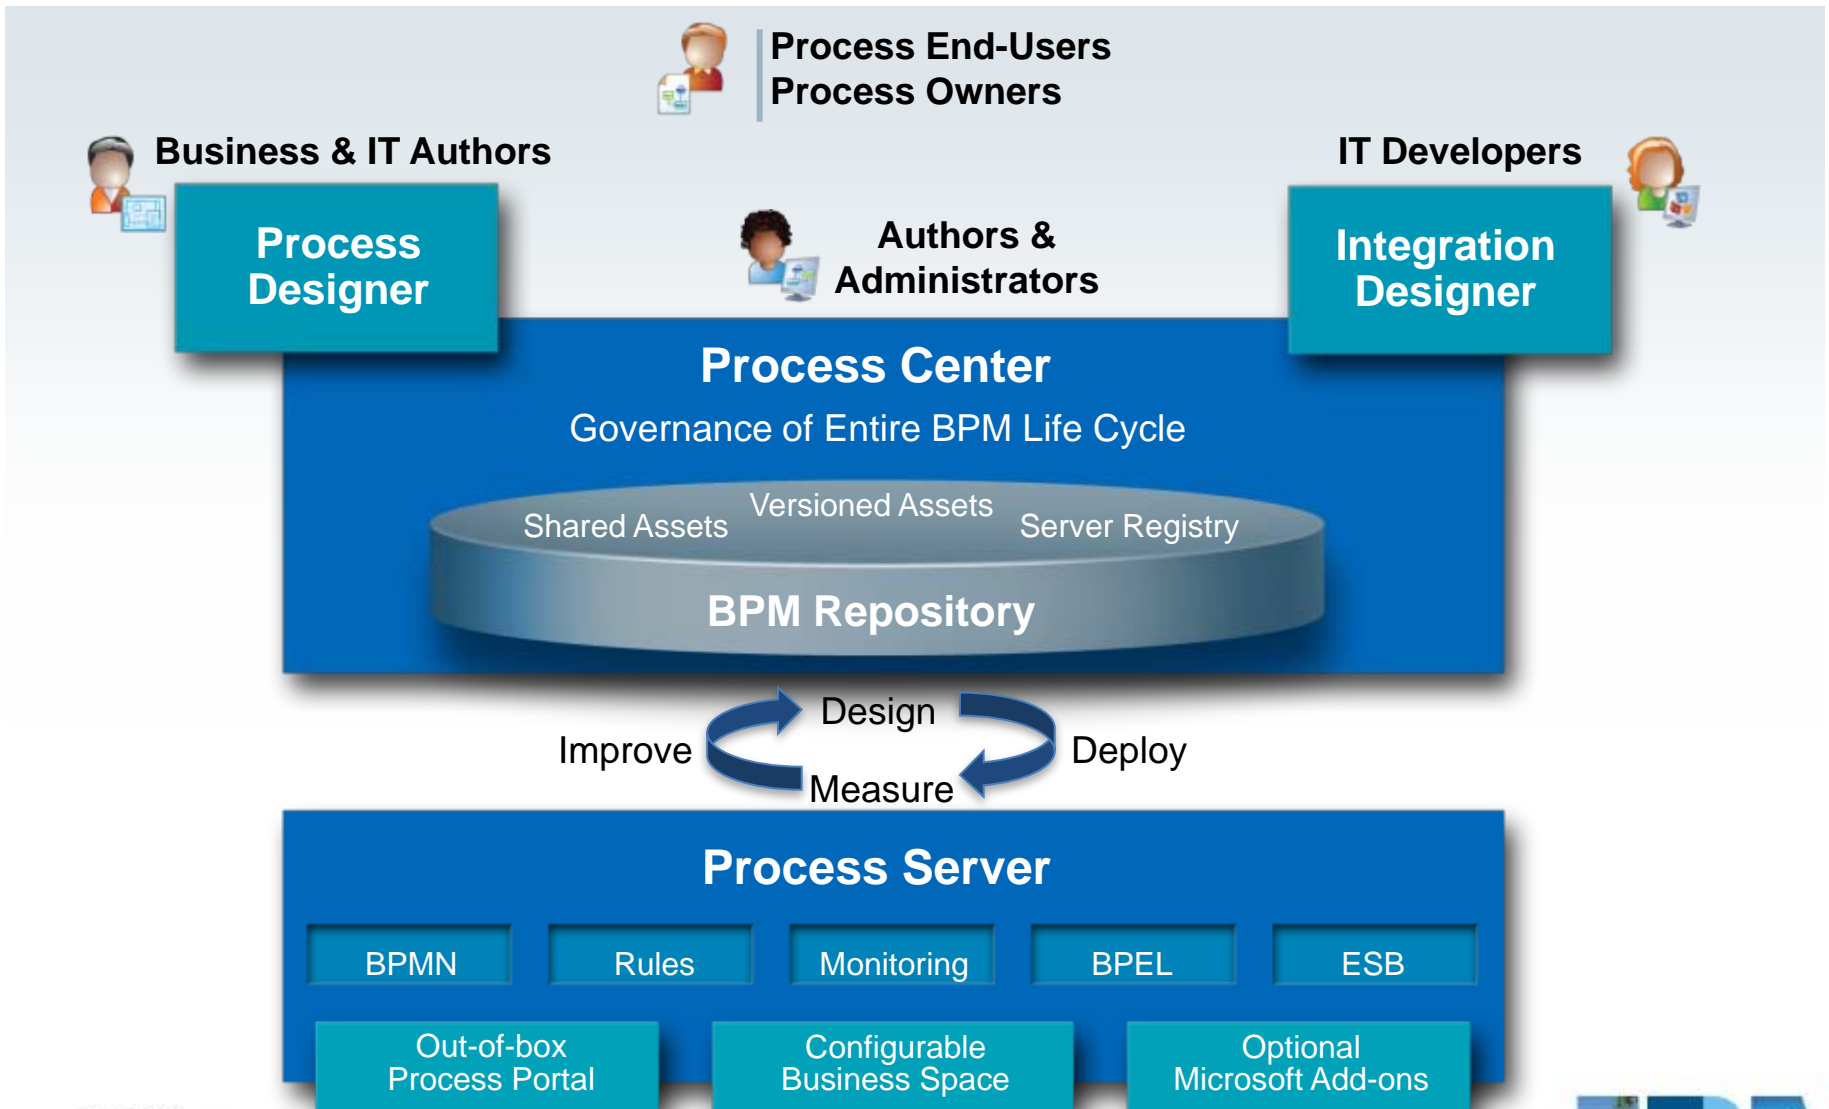 Process End-Users
Process Owners
Business & IT Authors
IT Developers
Process
Designer
Authors &
Administrators
Integration
Designer
Process Center
Governance of Entire BPM Life Cycle
Versioned Assets
Shared Assets
Server Registry
BPM Repository
Design
Improve
Deploy
Measure
Process Server
BPMN
Rules
Monitoring
BPEL
ESB
Out-of-box
Process Portal
Configurable
Business Space
Optional
Microsoft Add-ons